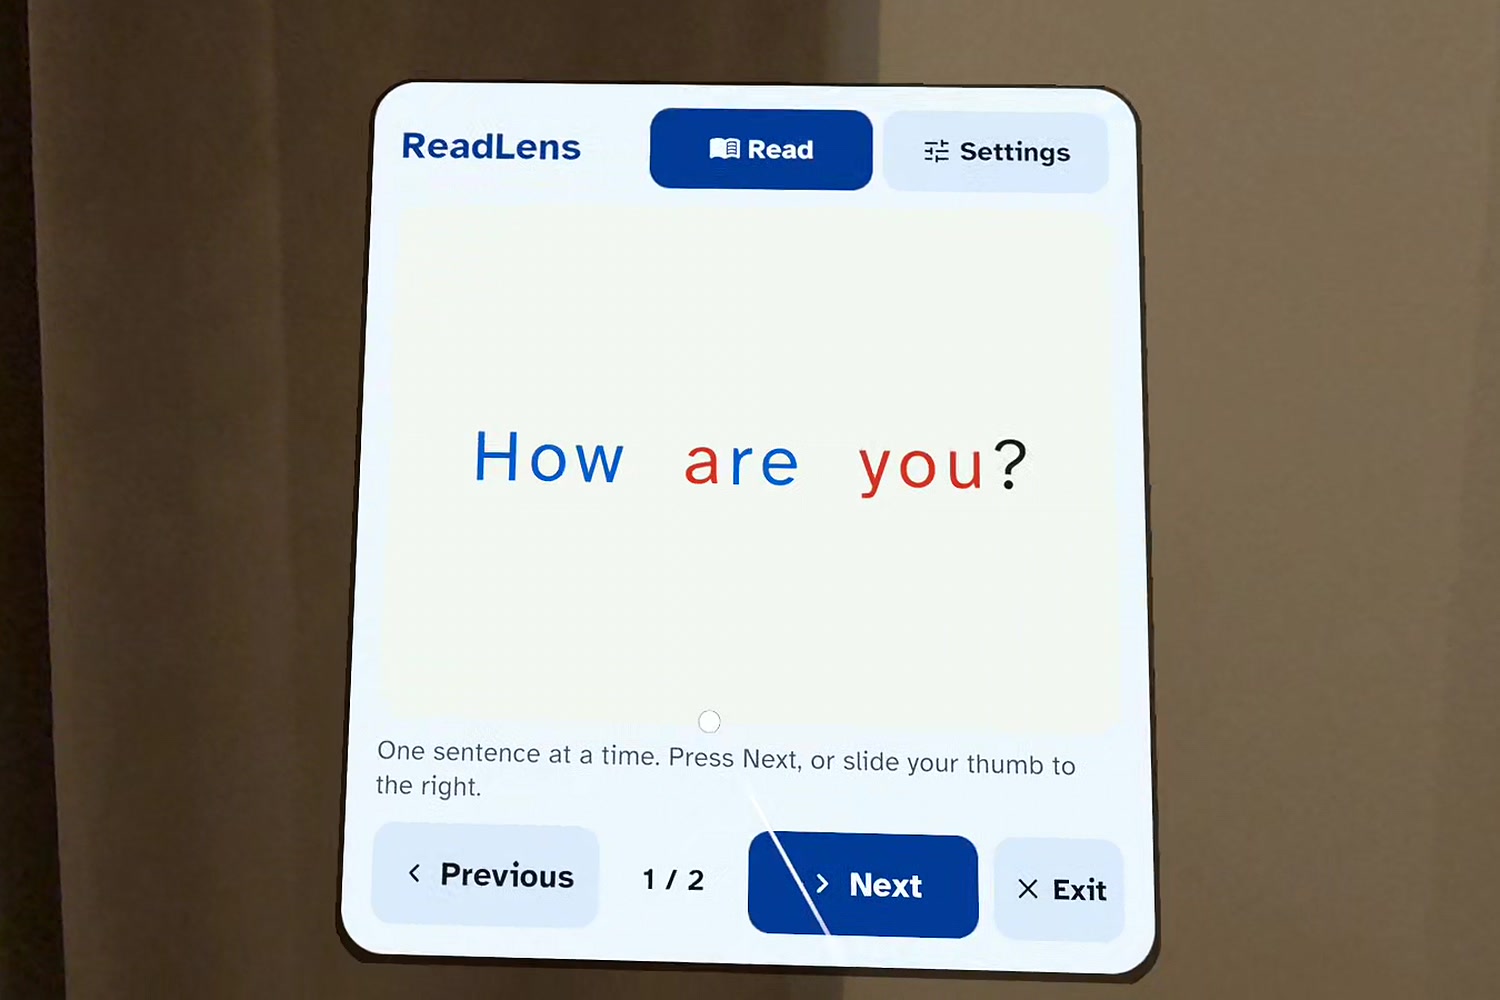 ReadLens
Read
Settings
How are you?
One sentence at a time. Press Next, or slide your thumb to
the right.
Previous
1 / 2
Next
Exit